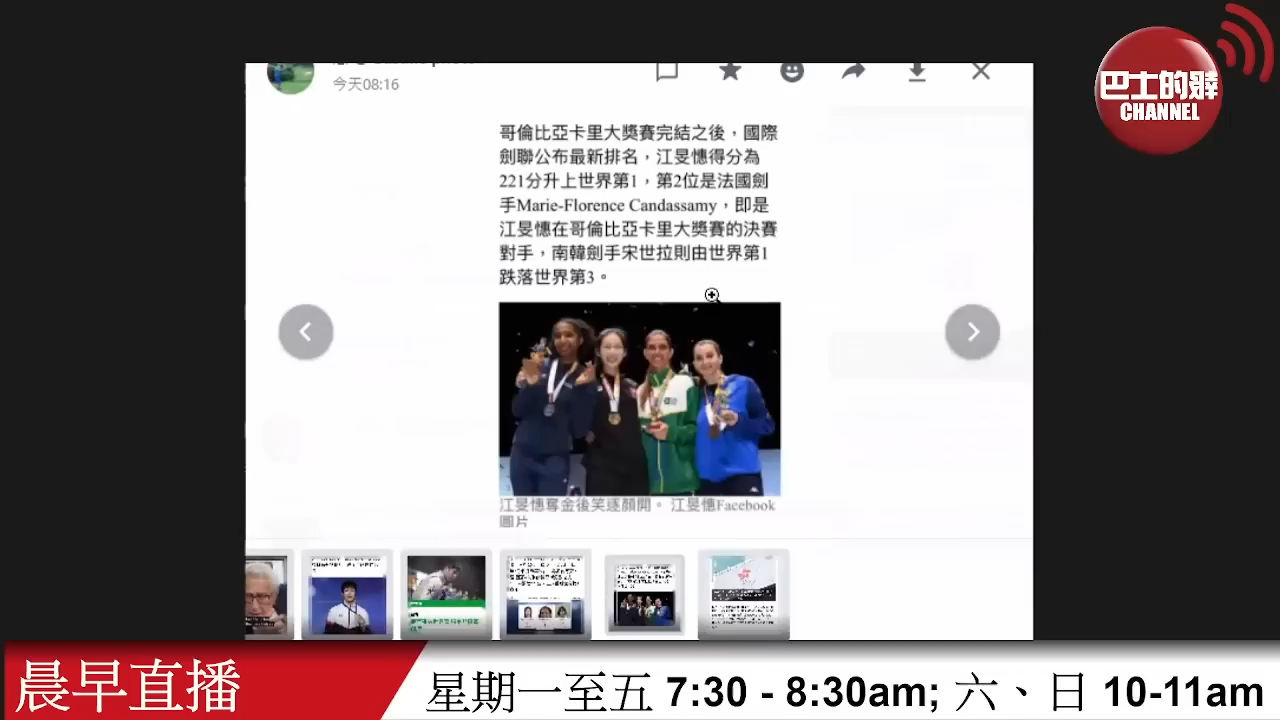 今天08:16
巴士的報
CHANNEL
哥倫比亞卡里大獎賽完結之後，國際
劍聯公布最新排名，江旻憓得分為
221分升上世界第1，第2位是法國劍
手Marie-Florence Candassamy，即是
江旻憓在哥倫比亞卡里大獎賽的決賽
對手，南韓劍手宋世拉則由世界第1
跌落世界第3。
江旻憓奪金後笑逐顏開。 江旻憓Facebook
圖片
晨早直播
星期一至五 7:30 - 8:30am; 六、日 10-11am